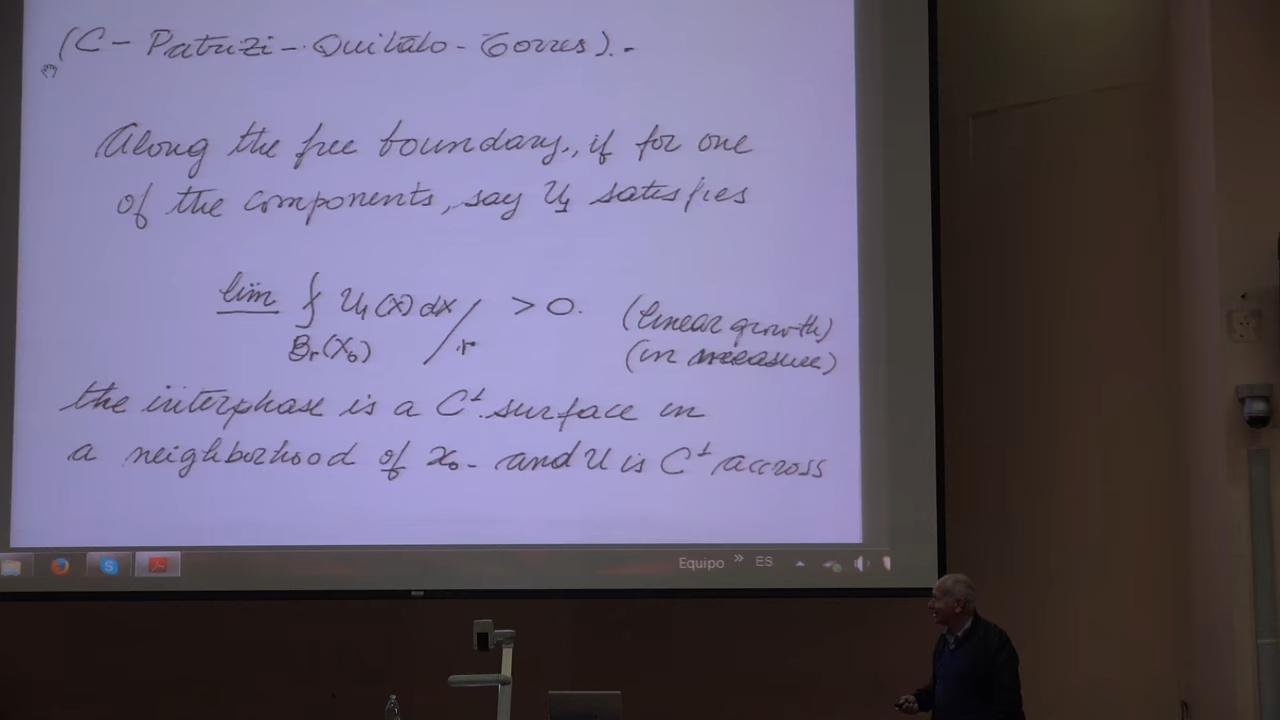 (C - Patrizi - Quitalo - Torres). -
Along the free boundary, if for one
of the components, say U₁ satisfies
lim ⨍ U₁(x) dx / r > 0. (linear growth)
Bᵣ(x₀) (in measure)
the interphase is a C¹ surface in
a neighborhood of x₀ - and U is C¹ accross
Equipo » ES